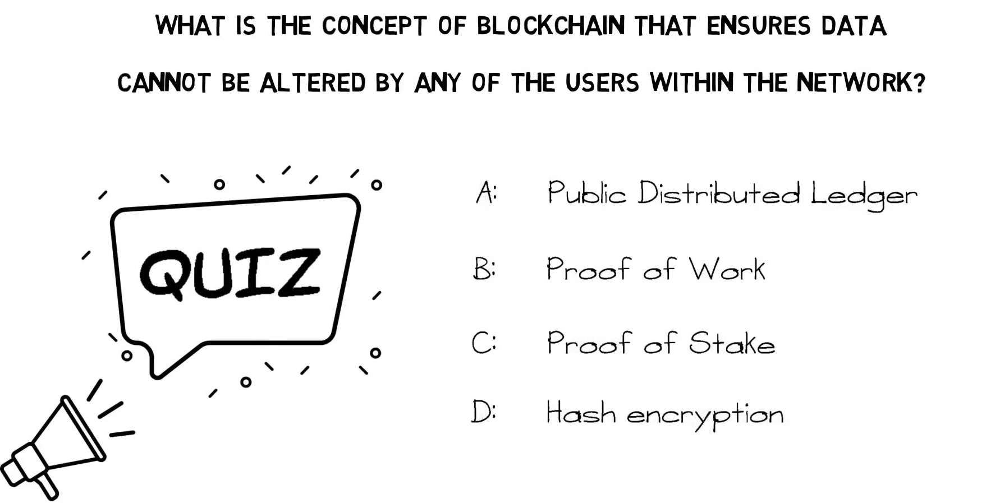 WHAT IS THE CONCEPT OF BLOCKCHAIN THAT ENSURES DATA
CANNOT BE ALTERED BY ANY OF THE USERS WITHIN THE NETWORK?
QUIZ
A: Public Distributed Ledger
B: Proof of Work
C: Proof of Stake
D: Hash encryption